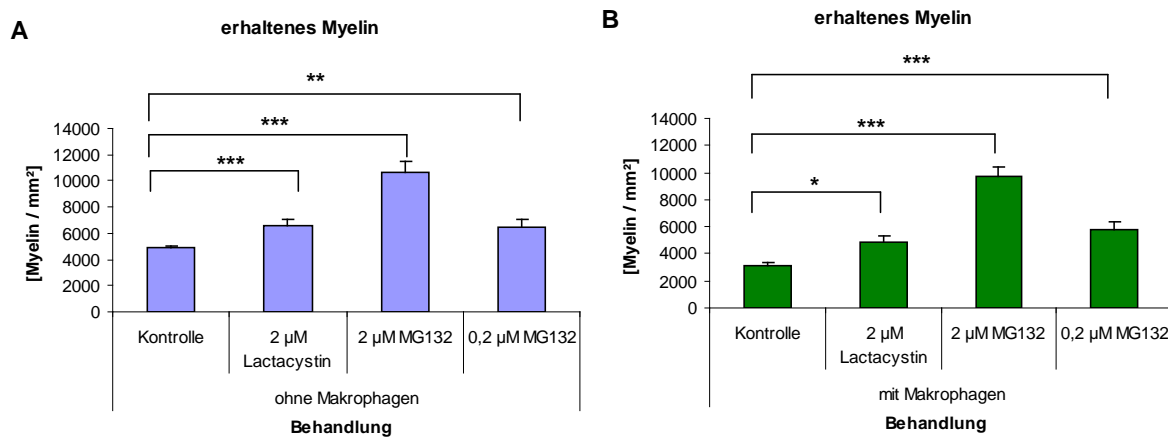 A
erhaltenes Myelin
**
***
***
[Myelin / mm²]
14000
12000
10000
8000
6000
4000
2000
0
Kontrolle
2 µM
Lactacystin
2 µM MG132
0,2 µM MG132
ohne Makrophagen
Behandlung
B
erhaltenes Myelin
***
***
*
[Myelin / mm²]
14000
12000
10000
8000
6000
4000
2000
0
Kontrolle
2 µM
Lactacystin
2 µM MG132
0,2 µM MG132
mit Makrophagen
Behandlung